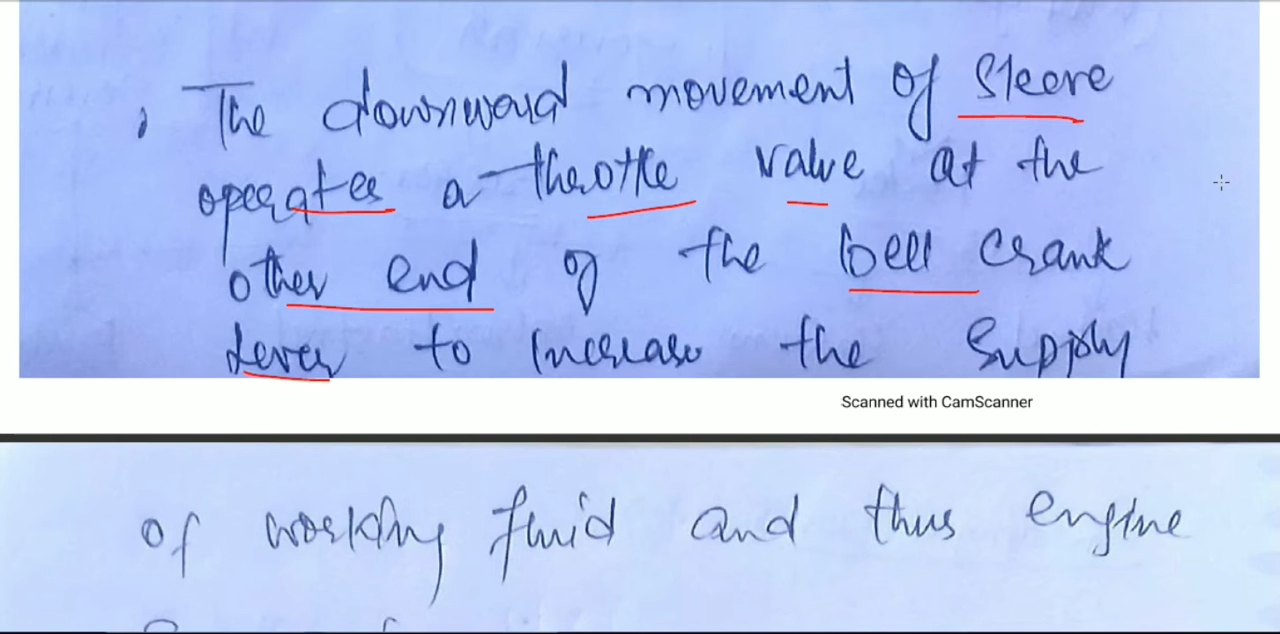 The downward movement of Sleeve
operates a throttle valve at the
other end of the bell crank
lever to increase the supply
Scanned with CamScanner
of working fluid and thus engine